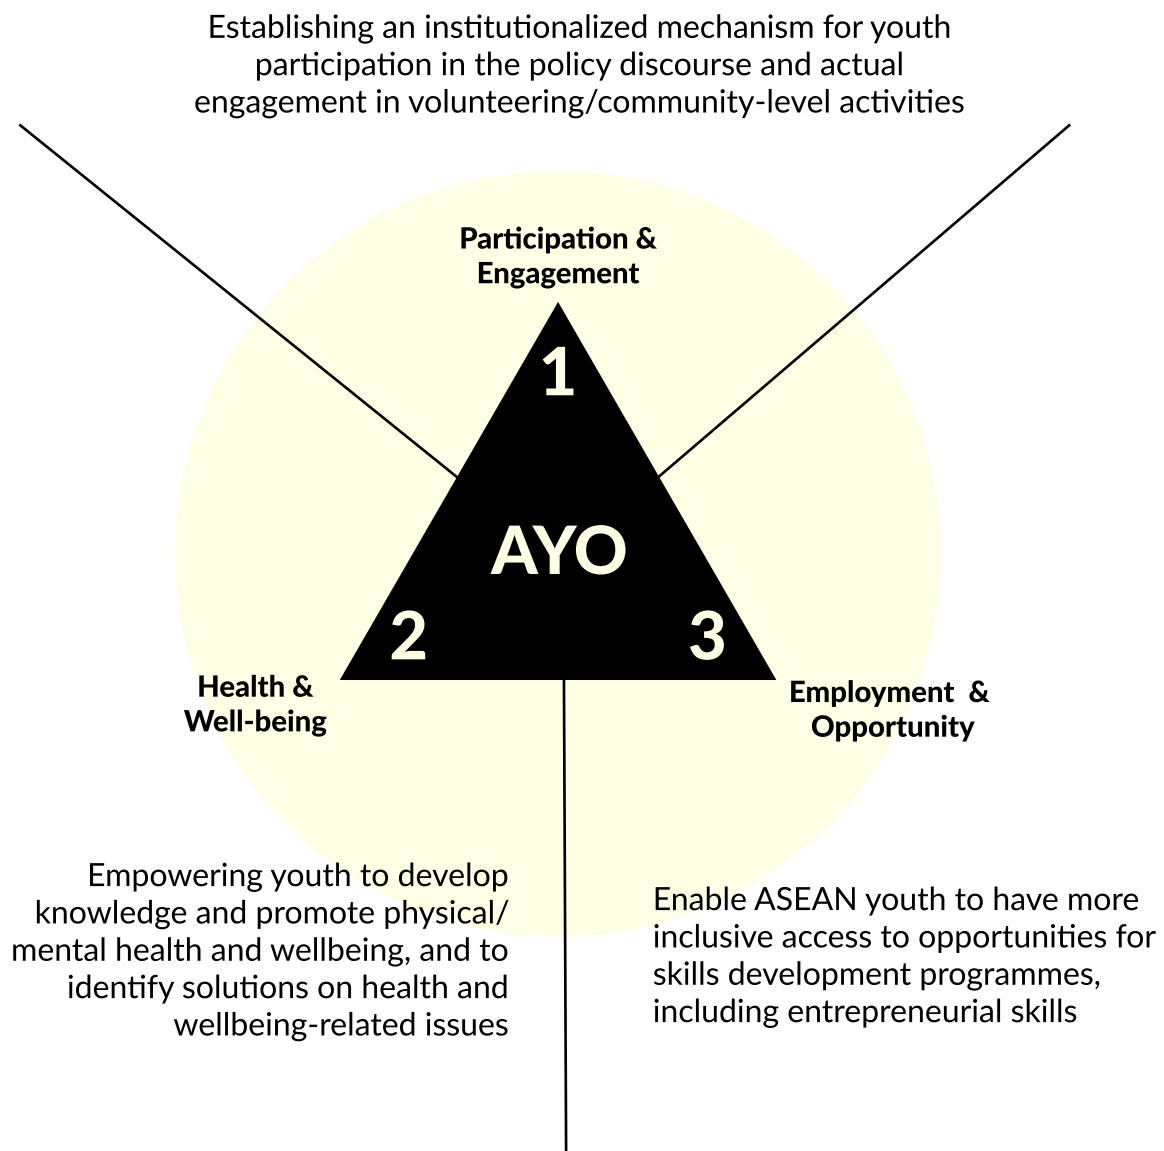 Establishing an institutionalized mechanism for youth
participation in the policy discourse and actual
engagement in volunteering/community-level activities
Participation &
Engagement
1
AYO
2
3
Health &
Well-being
Employment &
Opportunity
Empowering youth to develop
knowledge and promote physical/
mental health and wellbeing, and to
identify solutions on health and
wellbeing-related issues
Enable ASEAN youth to have more
inclusive access to opportunities for
skills development programmes,
including entrepreneurial skills